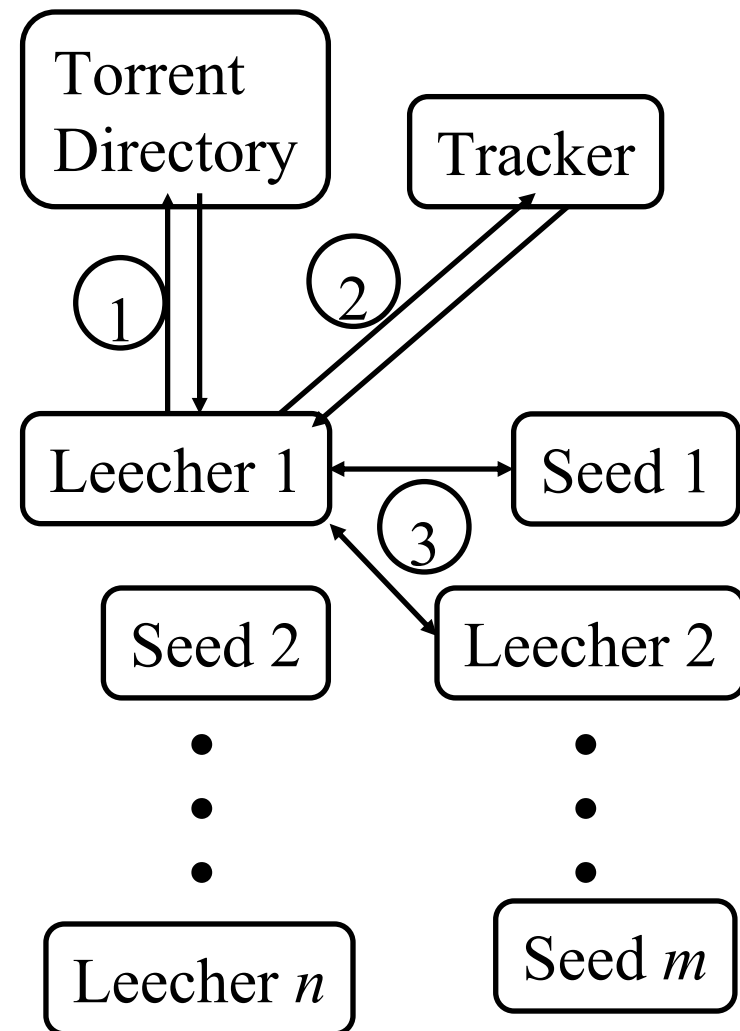 Torrent
Directory
Tracker
1
2
Leecher 1
Seed 1
3
Seed 2
Leecher 2
Leecher n
Seed m